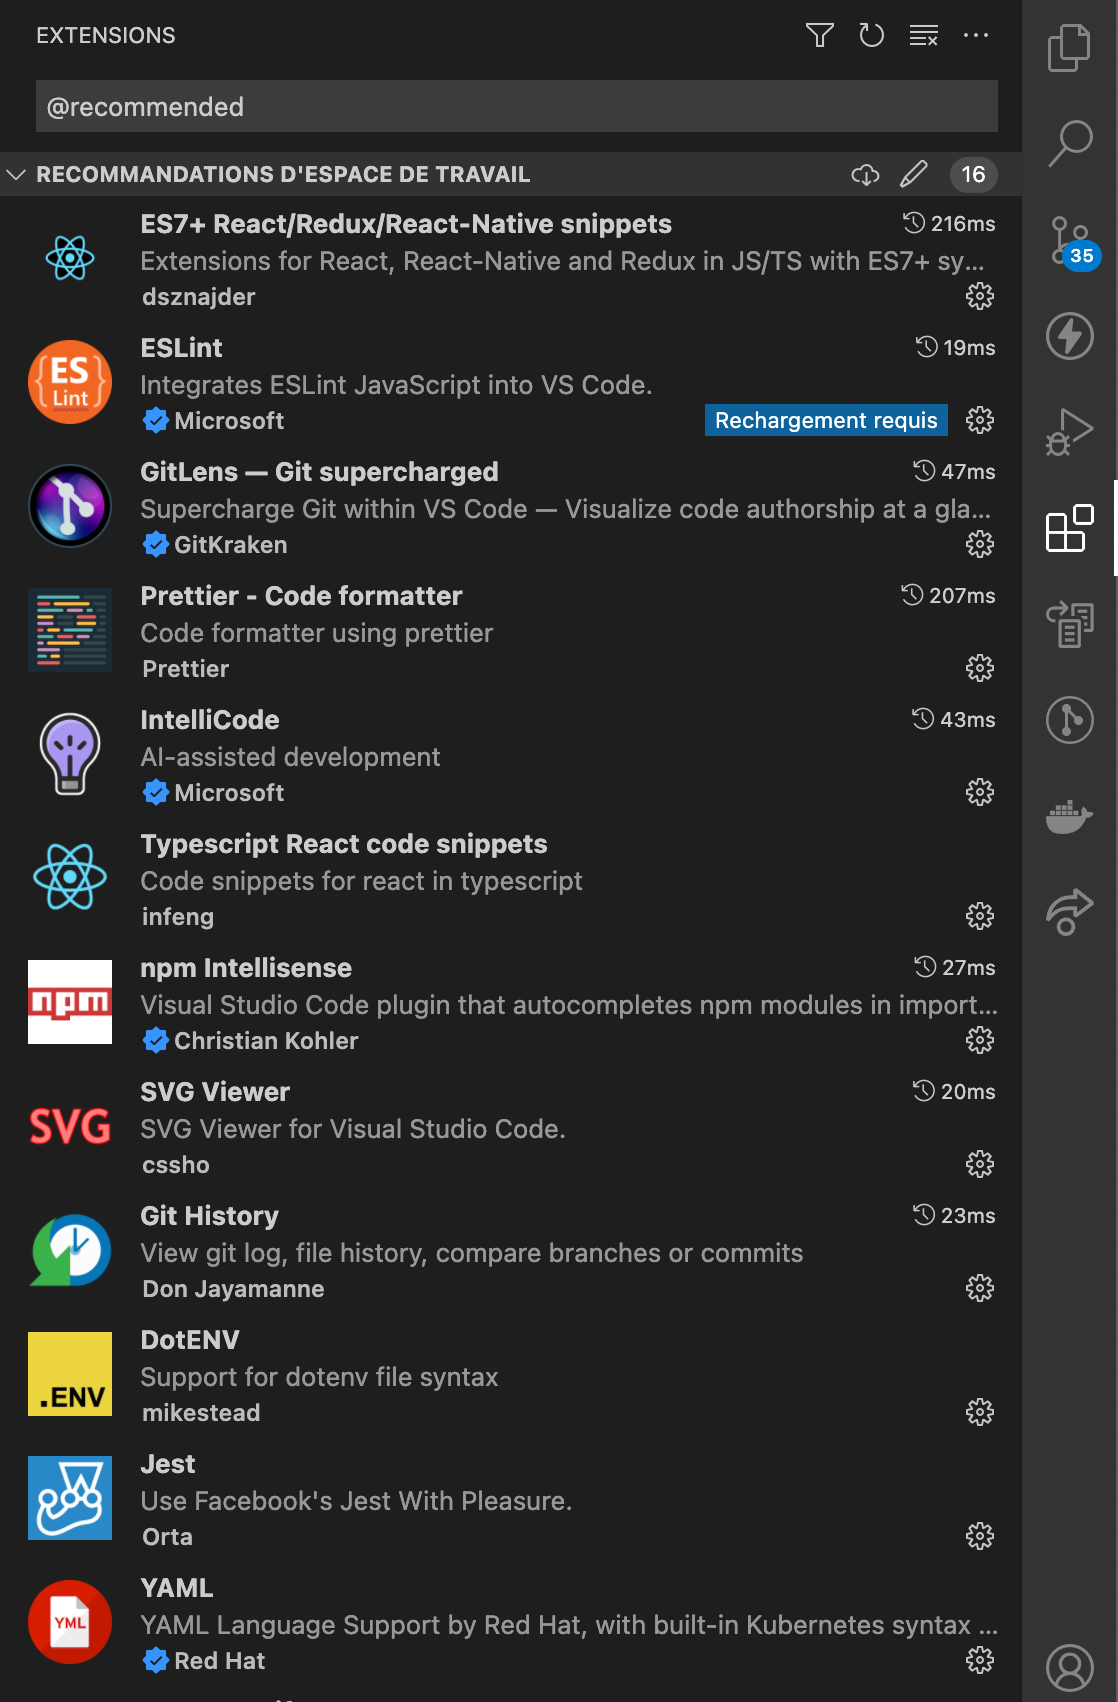 EXTENSIONS
@recommended
RECOMMANDATIONS D'ESPACE DE TRAVAIL 16
ES7+ React/Redux/React-Native snippets 216ms
Extensions for React, React-Native and Redux in JS/TS with ES7+ sy...
dsznajder
35
ES Lint
ESLint 19ms
Integrates ESLint JavaScript into VS Code.
Microsoft Rechargement requis
GitLens — Git supercharged 47ms
Supercharge Git within VS Code — Visualize code authorship at a gla...
GitKraken
Prettier - Code formatter 207ms
Code formatter using prettier
Prettier
IntelliCode 43ms
AI-assisted development
Microsoft
Typescript React code snippets
Code snippets for react in typescript
infeng
npm
npm Intellisense 27ms
Visual Studio Code plugin that autocompletes npm modules in import...
Christian Kohler
SVG
SVG Viewer 20ms
SVG Viewer for Visual Studio Code.
cssho
Git History 23ms
View git log, file history, compare branches or commits
Don Jayamanne
.ENV
DotENV
Support for dotenv file syntax
mikestead
Jest
Use Facebook's Jest With Pleasure.
Orta
YML
YAML
YAML Language Support by Red Hat, with built-in Kubernetes syntax ...
Red Hat